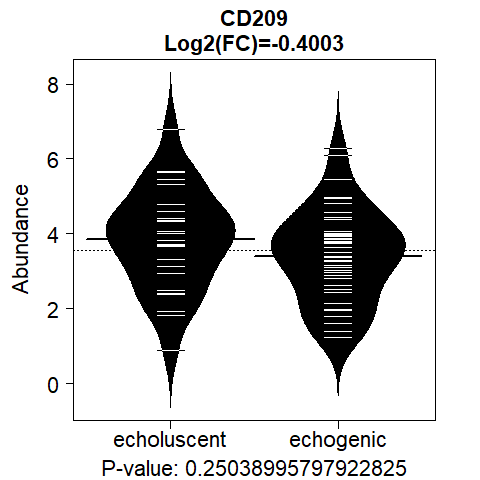 CD209
Log2(FC)=-0.4003
Abundance
8
6
4
2
0
echoluscent echogenic
P-value: 0.25038995797922825